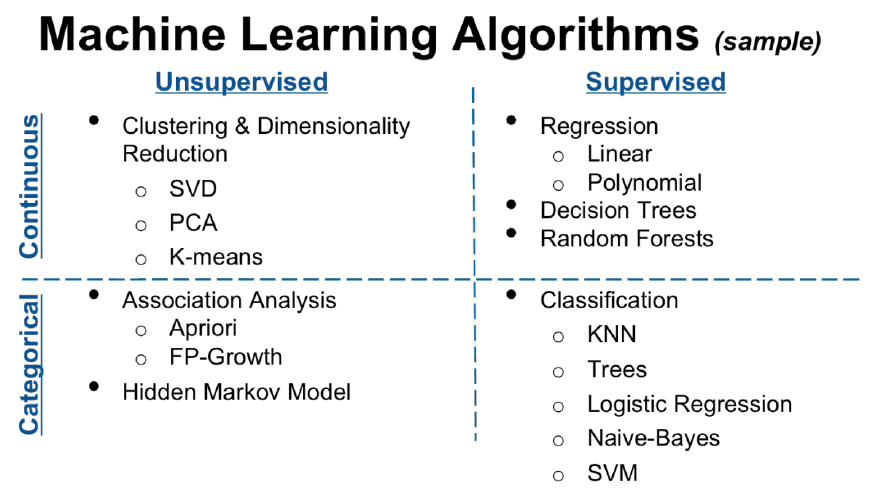 Machine Learning Algorithms (sample)
Unsupervised
Supervised
Continuous
• Clustering & Dimensionality
Reduction
o SVD
o PCA
o K-means
• Regression
o Linear
o Polynomial
• Decision Trees
• Random Forests
Categorical
• Association Analysis
o Apriori
o FP-Growth
• Hidden Markov Model
• Classification
o KNN
o Trees
o Logistic Regression
o Naive-Bayes
o SVM